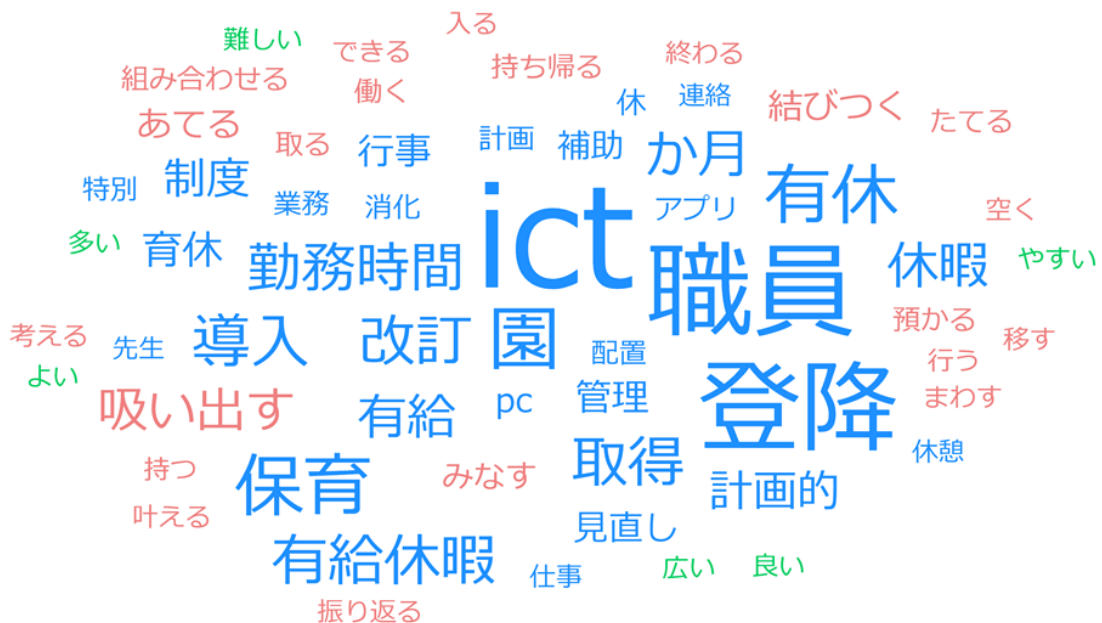 入る
難しい
できる
終わる
組み合わせる
持ち帰る
働く
休
連絡
結びつく
あてる
たてる
取る
行事
計画
補助
か月
特別
制度
業務
消化
ict
アプリ
有休
空く
多い
育休
勤務時間
職員
休暇
やすい
考える
先生
導入
改訂
園
配置
預かる
移す
よい
行う
吸い出す
有給
pc
管理
登降
まわす
持つ
保育
みなす
取得
計画的
休憩
叶える
見直し
有給休暇
仕事
広い
良い
振り返る